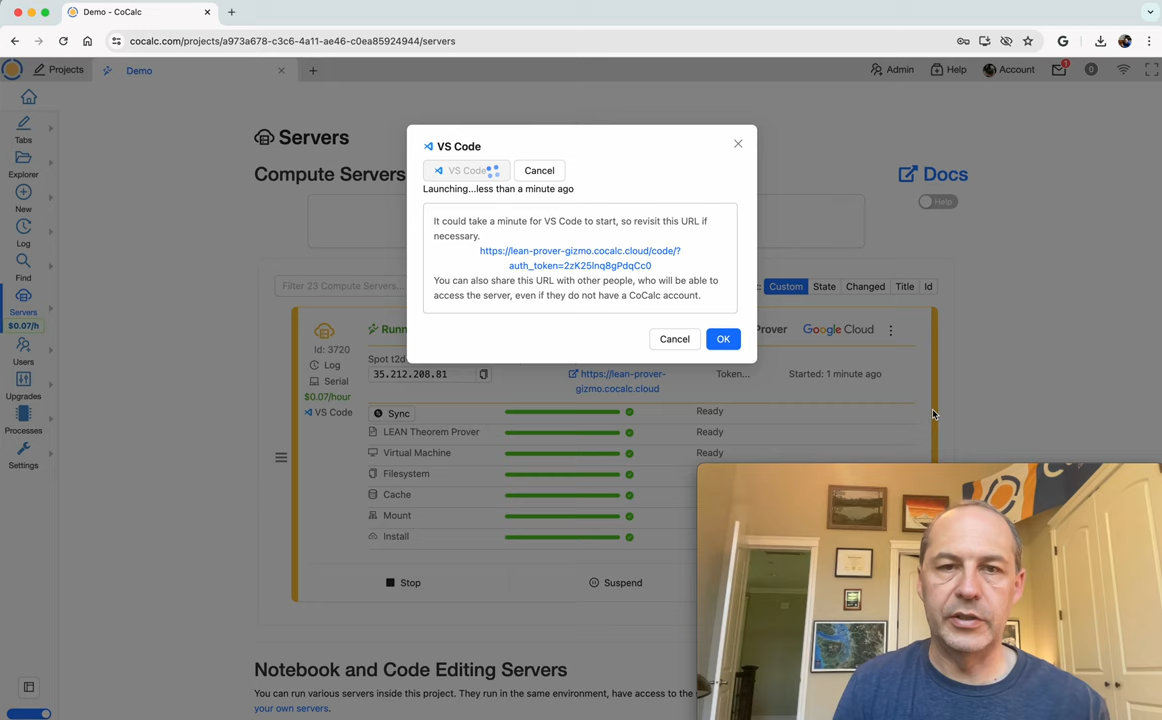 Demo - CoCalc
cocalc.com/projects/a973a678-c3c6-4a11-ae46-c0ea85924944/servers
Projects
Demo
Admin
Help
Account
1
0
Tabs
Explorer
New
Log
Find
Servers
$0.07/h
Users
Upgrades
Processes
Settings
Servers
Compute Servers
Docs
Help
Filter 23 Compute Servers...
Custom
State
Changed
Title
Id
VS Code
VS Code
Cancel
Launching...less than a minute ago
It could take a minute for VS Code to start, so revisit this URL if
necessary.
https://lean-prover-gizmo.cocalc.cloud/code/?
auth_token=2zK25lnq8gPdqCc0
You can also share this URL with other people, who will be able to
access the server, even if they do not have a CoCalc account.
Cancel
OK
Id: 3720
Log
Serial
$0.07/hour
VS Code
Prover
Google Cloud
Spot t2d
35.212.208.81
https://lean-prover-
gizmo.cocalc.cloud
Token...
Started: 1 minute ago
Sync
Ready
LEAN Theorem Prover
Ready
Virtual Machine
Ready
Filesystem
Cache
Mount
Install
Stop
Suspend
Notebook and Code Editing Servers
You can run various servers inside this project. They run in the same environment, have access to the
your own servers.